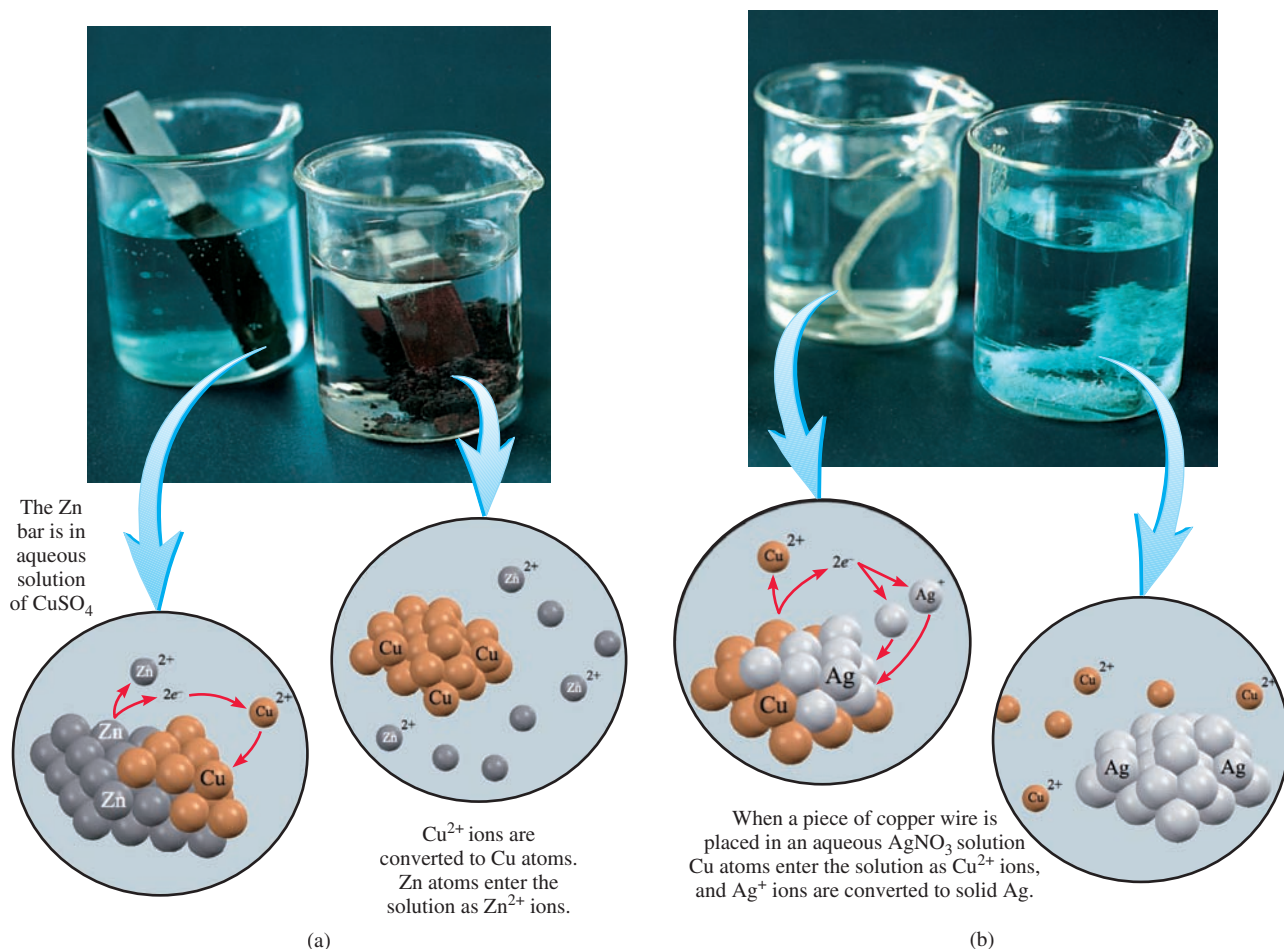 The Zn
bar is in
aqueous
solution
of CuSO₄
Zn 2+
2e⁻
Cu 2+
Zn
Cu
Zn
Zn 2+
Cu
Cu
Cu
Zn 2+
Zn 2+
Cu²⁺ ions are
converted to Cu atoms.
Zn atoms enter the
solution as Zn²⁺ ions.
(a)
Cu 2+
2e⁻
Ag⁺
Ag
Cu
Cu 2+
Cu 2+
Ag
Ag
Cu 2+
When a piece of copper wire is
placed in an aqueous AgNO₃ solution
Cu atoms enter the solution as Cu²⁺ ions,
and Ag⁺ ions are converted to solid Ag.
(b)